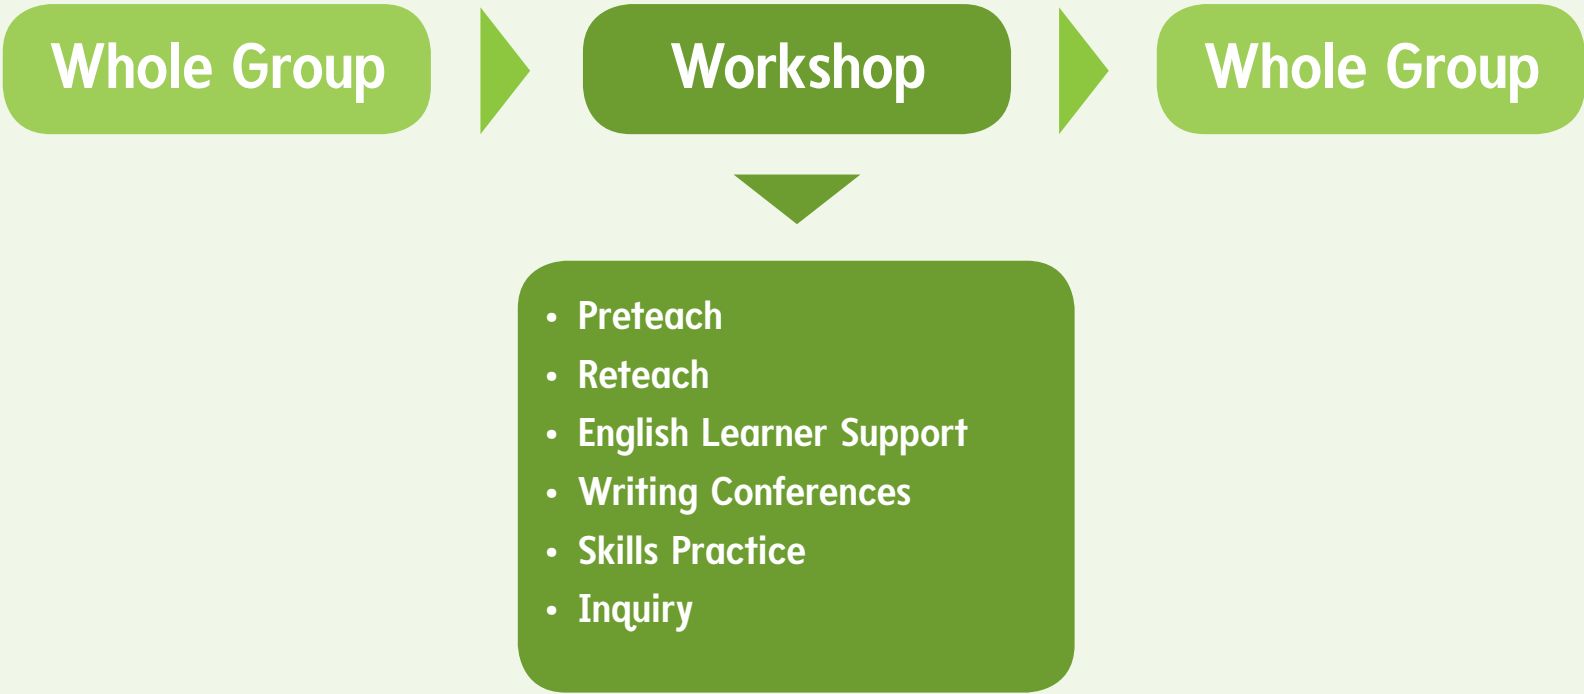 Whole Group
Workshop
Whole Group
• Preteach
• Reteach
• English Learner Support
• Writing Conferences
• Skills Practice
• Inquiry